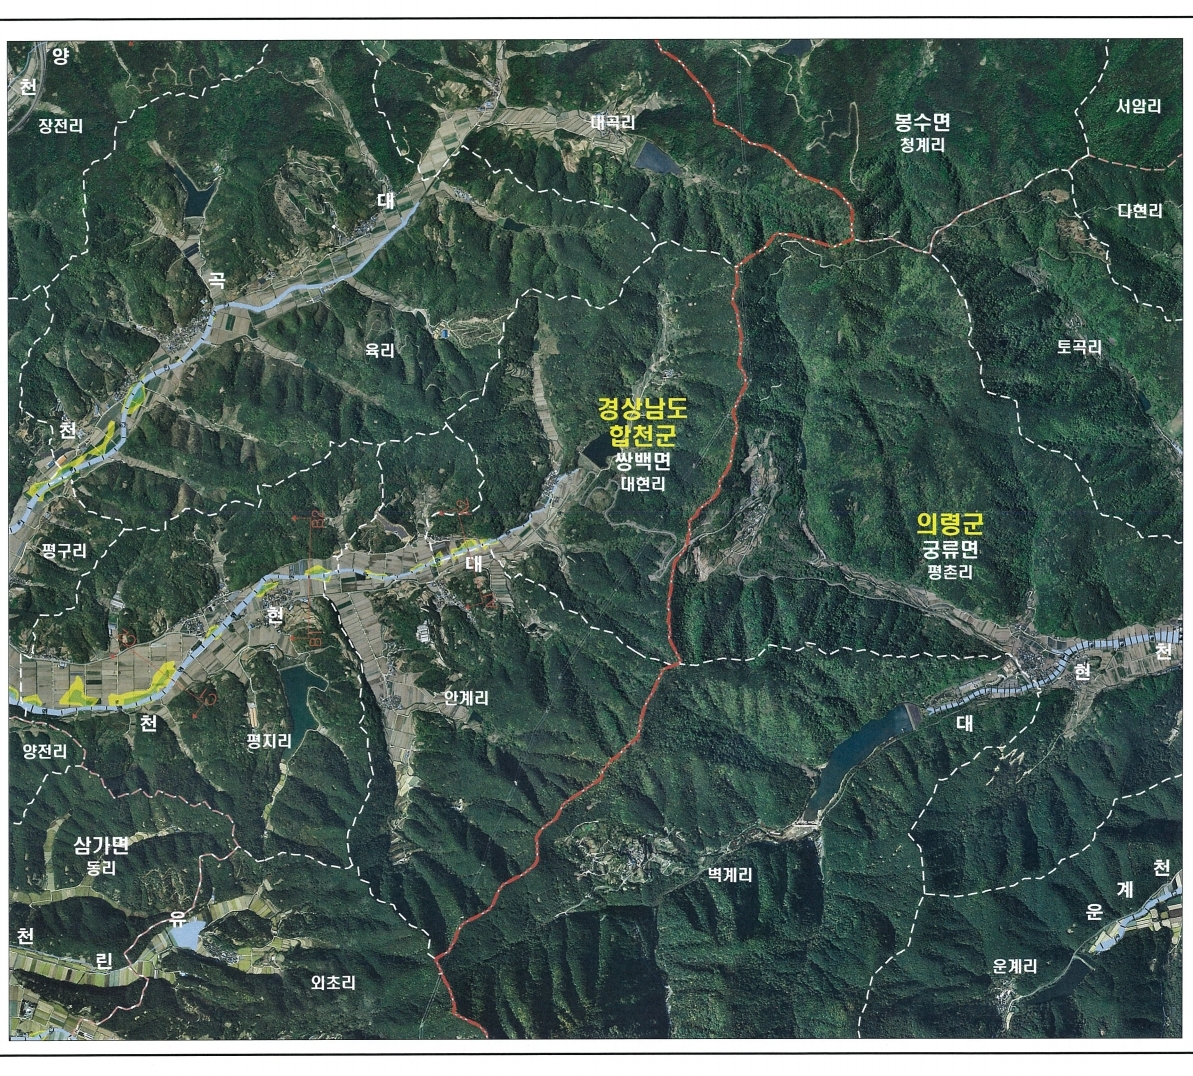 양
천
장전리
대곡리
봉수면
청계리
서암리
대
다현리
곡
육리
토곡리
경상남도
합천군
쌍백면
대현리
천
의령군
궁류면
평촌리
평구리
대
현
천
현
안계리
천
대
평지리
양전리
삼가면
동리
벽계리
천
계
유
운
천
린
운계리
외초리